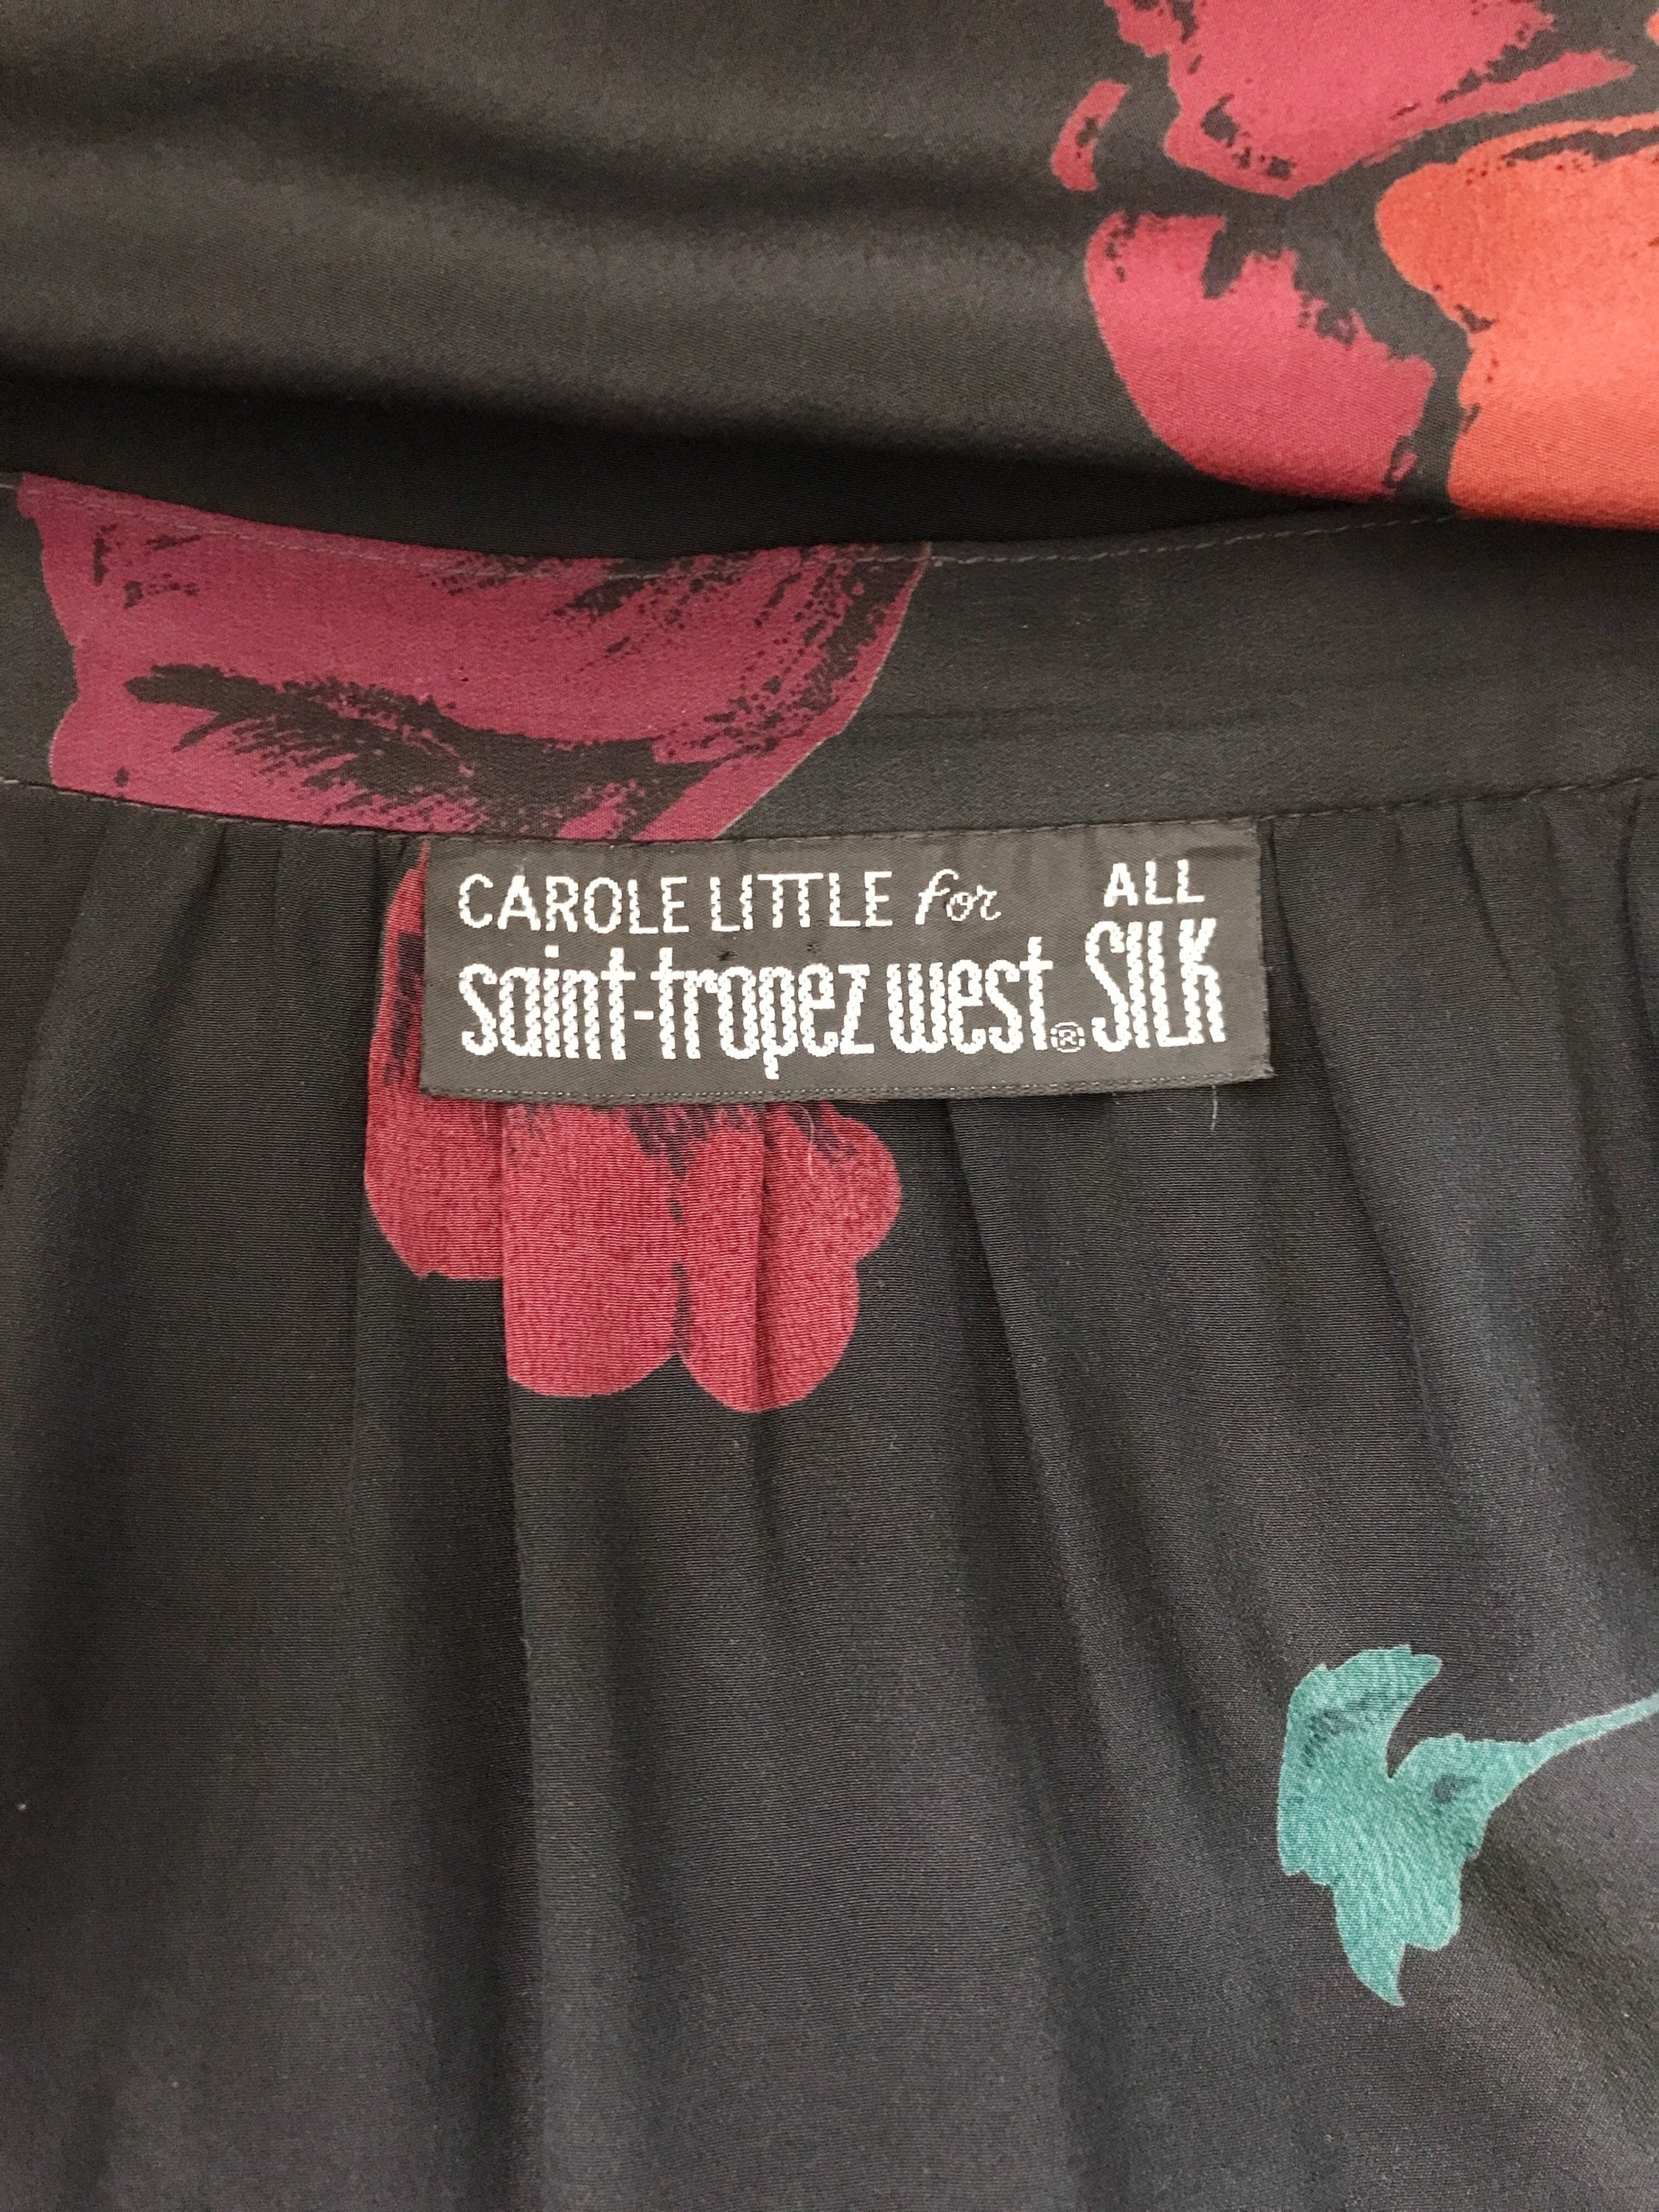 CAROLE LITTLE for
saint-tropez west®
ALL
SILK